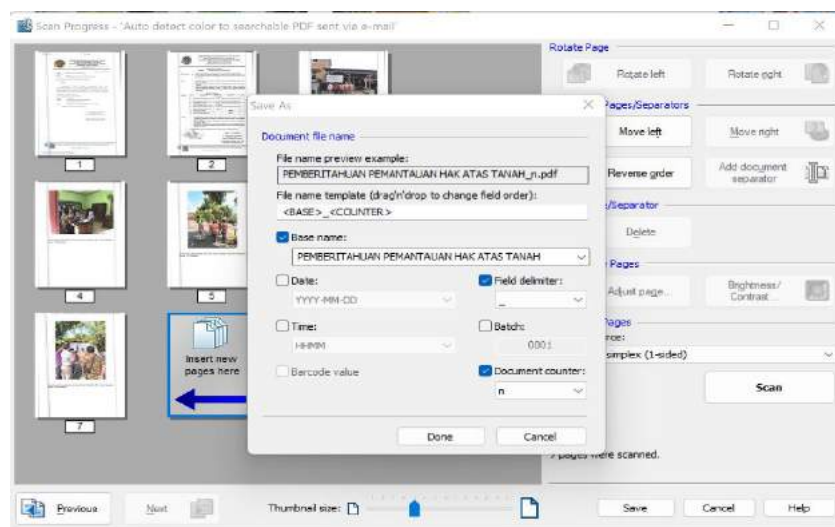 Scan Progress - 'Auto detect color to searchable PDF sent via e-mail'
Rotate Page
Rotate left
Rotate right
Save As
Pages/Separators
Move left
Move right
Reverse order
Add document separator
/Separator
Delete
Pages
Adjust page...
Brightness/ Contrast ...
Pages
rce:
simplex (1-sided)
Scan
7 pages were scanned.
Document file name
File name preview example:
PEMBERITAHUAN PEMANTAUAN HAK ATAS TANAH_n.pdf
File name template (drag'n'drop to change field order):
<BASE>_<COUNTER>
Base name:
PEMBERITAHUAN PEMANTAUAN HAK ATAS TANAH
Date:
YYYY-MM-DD
Field delimiter:
_
Time:
HHMM
Batch:
0001
Barcode value
Document counter:
n
Done
Cancel
1
2
4
5
7
Insert new
pages here
Previous
Next
Thumbnail size:
Save
Cancel
Help